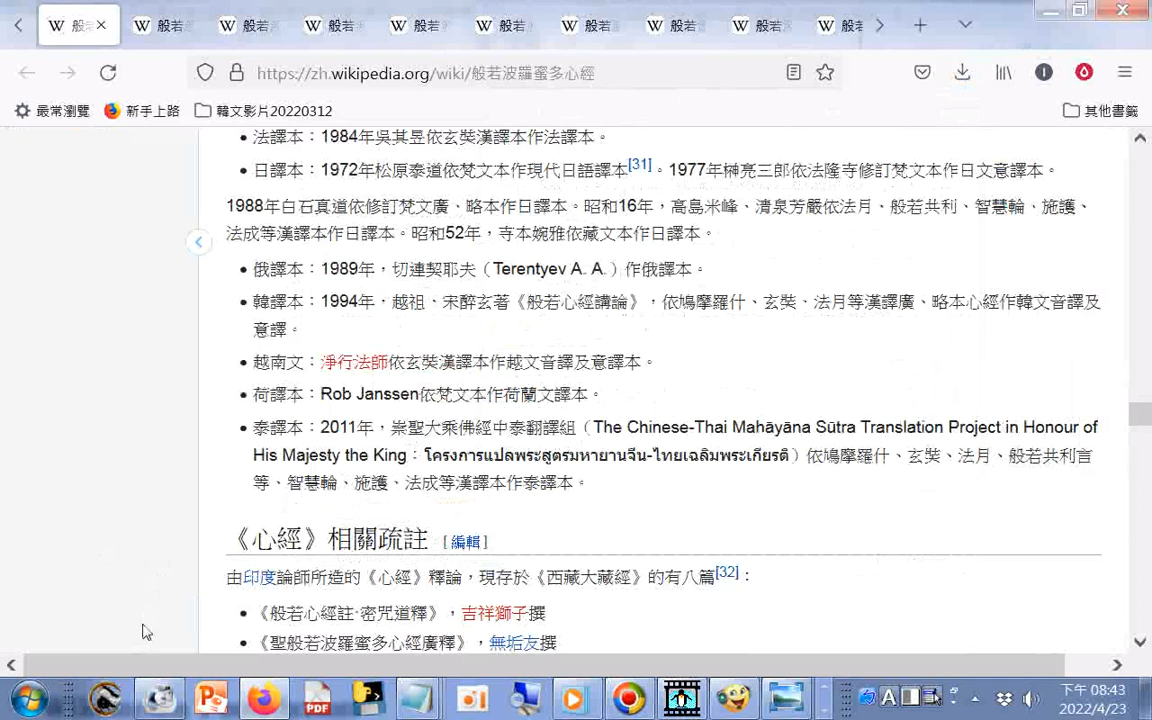 般若
般若
般若
般若
般若
般若
般若
般若
般若
般若
https://zh.wikipedia.org/wiki/般若波羅蜜多心經
最常瀏覽 新手上路 韓文影片20220312 其他書籤
• 法譯本：1984年吳其昱依玄奘漢譯本作法譯本。
• 日譯本：1972年松原泰道依梵文本作現代日語譯本[31]。1977年榊亮三郎依法隆寺修訂梵文本作日文意譯本。
1988年白石真道依修訂梵文廣、略本作日譯本。昭和16年，高島米峰、清泉芳嚴依法月、般若共利、智慧輪、施護、
法成等漢譯本作日譯本。昭和52年，寺本婉雅依藏文本作日譯本。
• 俄譯本：1989年，切連契耶夫（Terentyev A. A.）作俄譯本。
• 韓譯本：1994年，越祖、宋醉玄著《般若心經講論》，依鳩摩羅什、玄奘、法月等漢譯廣、略本心經作韓文音譯及
意譯。
• 越南文：淨行法師依玄奘漢譯本作越文音譯及意譯本。
• 荷譯本：Rob Janssen依梵文本作荷蘭文譯本。
• 泰譯本：2011年，崇聖大乘佛經中泰翻譯組（The Chinese-Thai Mahāyāna Sūtra Translation Project in Honour of
His Majesty the King：โครงการแปลพระสูตรมหายานจีน-ไทยเฉลิมพระเกียรติ）依鳩摩羅什、玄奘、法月、般若共利言
等、智慧輪、施護、法成等漢譯本作泰譯本。
《心經》相關疏註 [編輯]
由印度論師所造的《心經》釋論，現存於《西藏大藏經》的有八篇[32]：
• 《般若心經註·密咒道釋》，吉祥獅子撰
• 《聖般若波羅蜜多心經廣釋》，無垢友撰
下午 08:43
2022/4/23